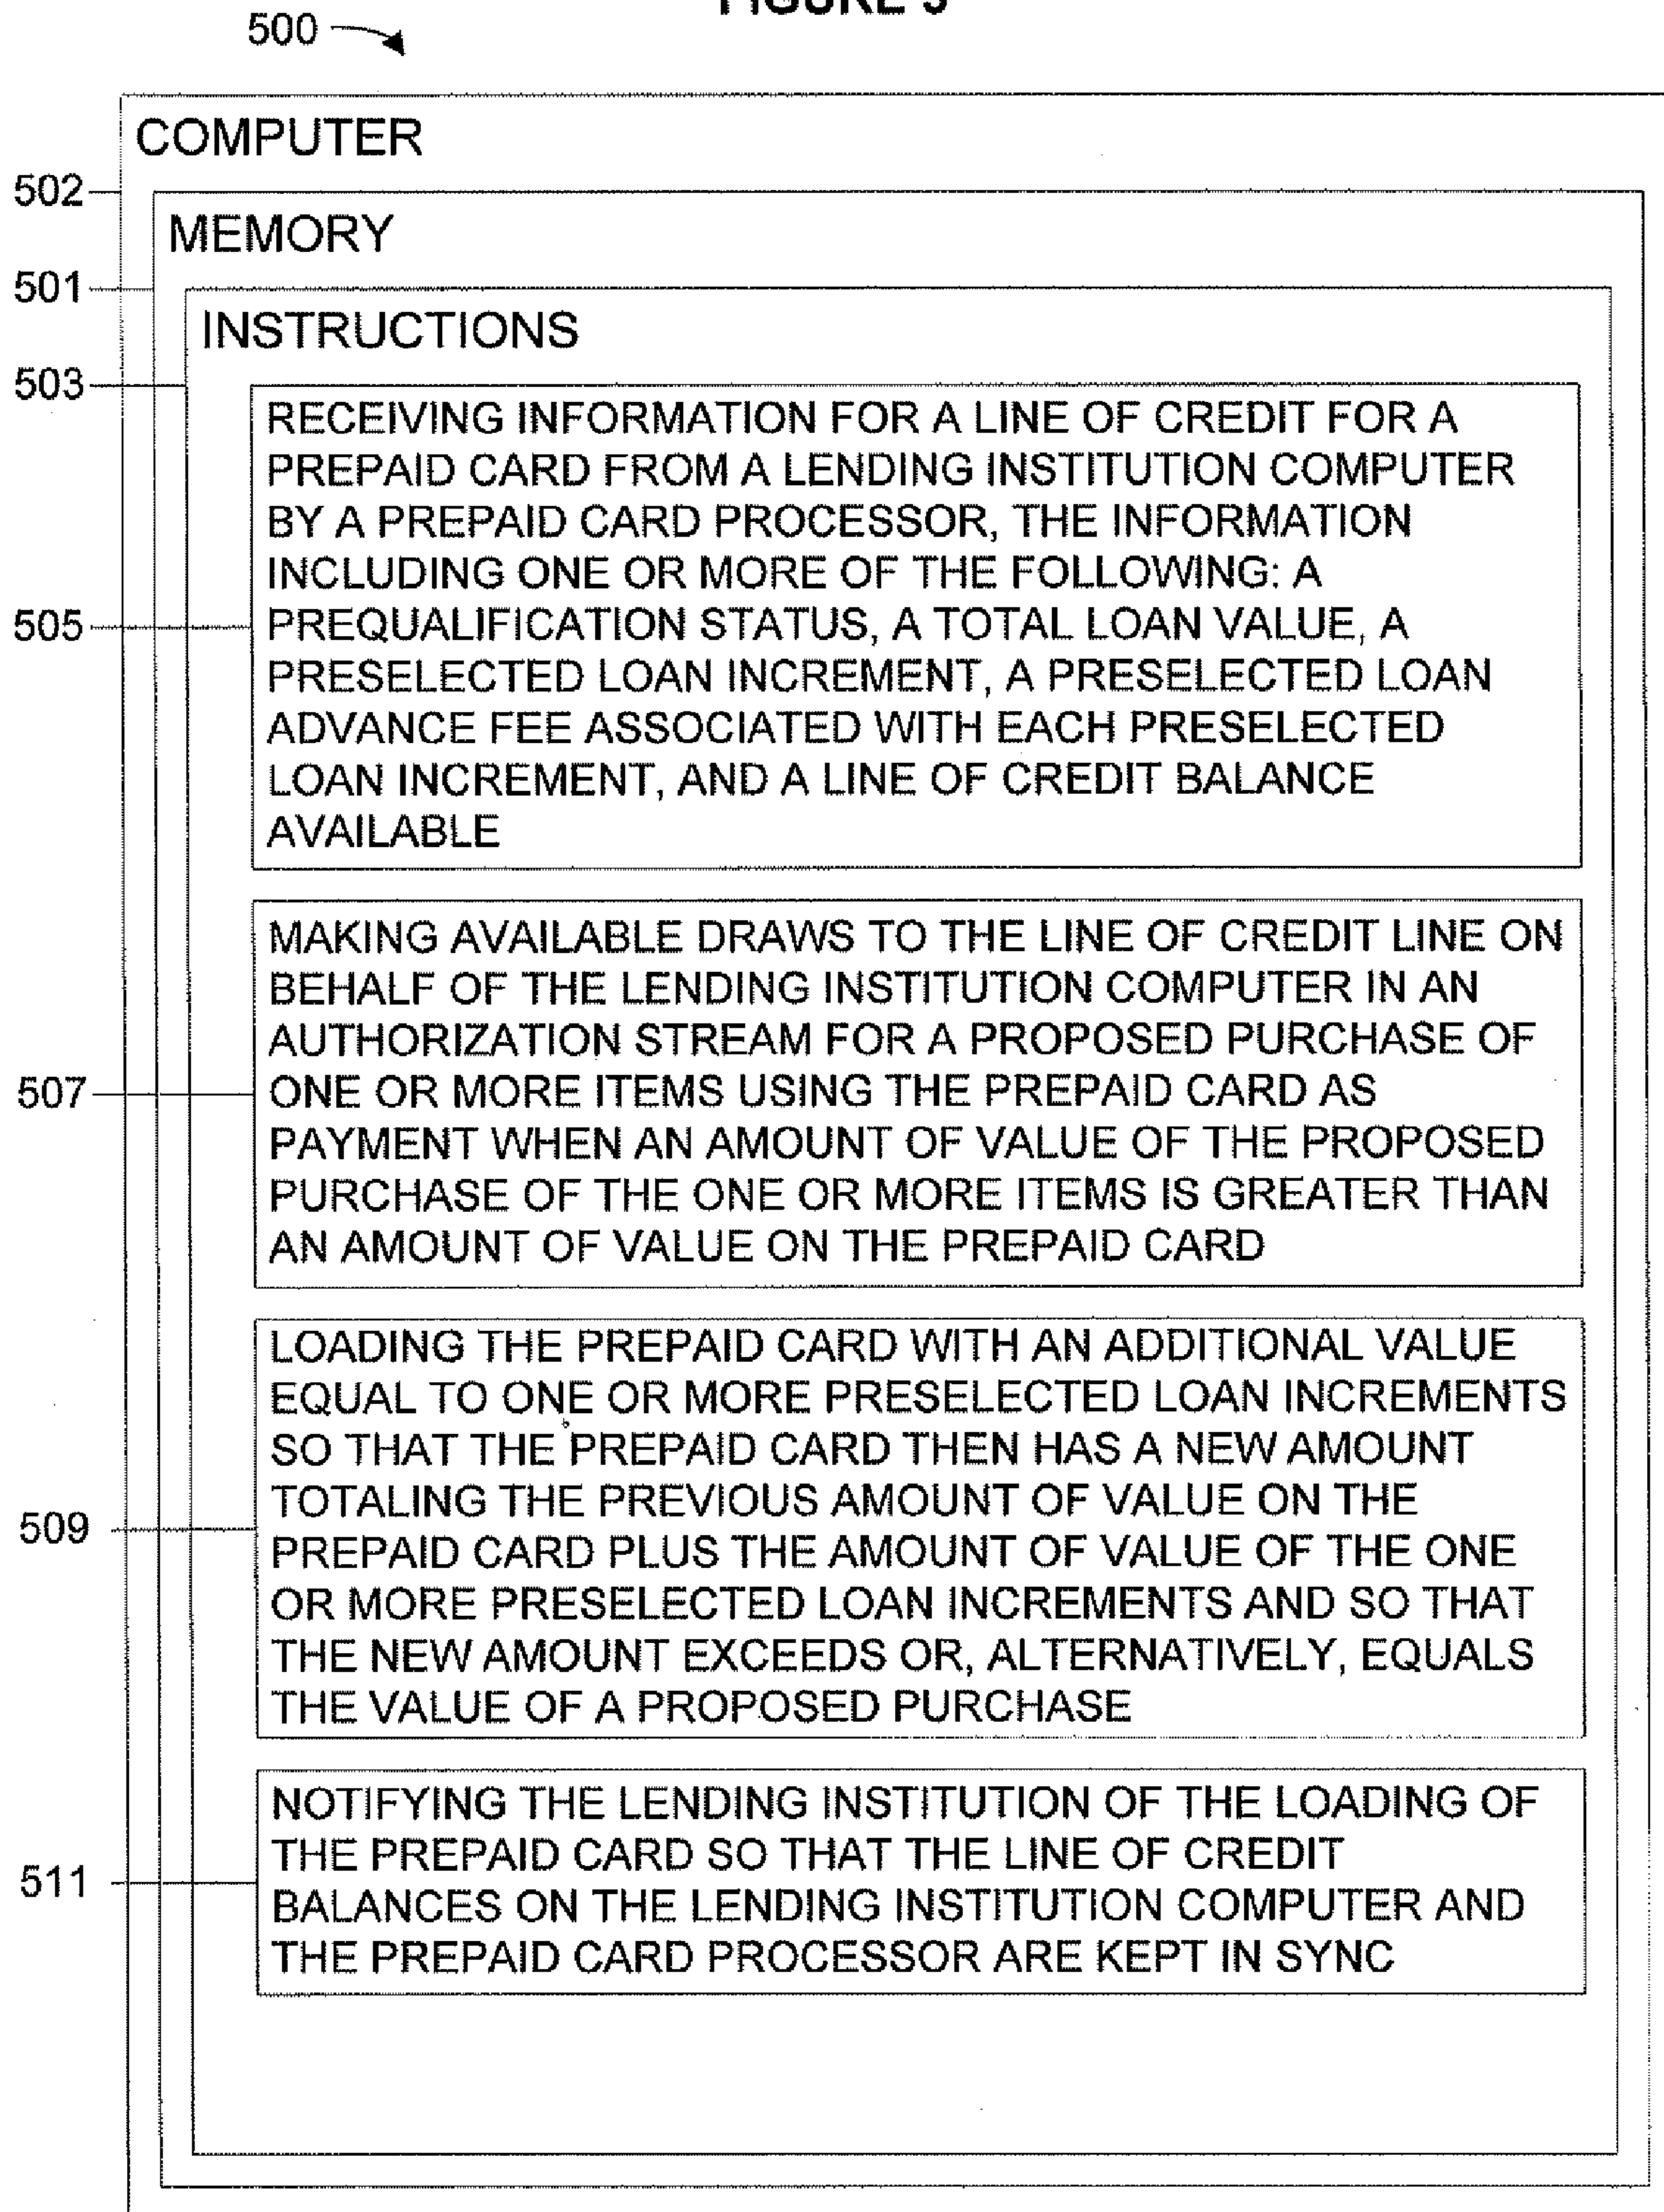 FIGURE 5
500
COMPUTER
502
MEMORY
501
INSTRUCTIONS
503
RECEIVING INFORMATION FOR A LINE OF CREDIT FOR A
PREPAID CARD FROM A LENDING INSTITUTION COMPUTER
BY A PREPAID CARD PROCESSOR, THE INFORMATION
INCLUDING ONE OR MORE OF THE FOLLOWING: A
505
PREQUALIFICATION STATUS, A TOTAL LOAN VALUE, A
PRESELECTED LOAN INCREMENT, A PRESELECTED LOAN
ADVANCE FEE ASSOCIATED WITH EACH PRESELECTED
LOAN INCREMENT, AND A LINE OF CREDIT BALANCE
AVAILABLE
MAKING AVAILABLE DRAWS TO THE LINE OF CREDIT LINE ON
BEHALF OF THE LENDING INSTITUTION COMPUTER IN AN
AUTHORIZATION STREAM FOR A PROPOSED PURCHASE OF
507
ONE OR MORE ITEMS USING THE PREPAID CARD AS
PAYMENT WHEN AN AMOUNT OF VALUE OF THE PROPOSED
PURCHASE OF THE ONE OR MORE ITEMS IS GREATER THAN
AN AMOUNT OF VALUE ON THE PREPAID CARD
LOADING THE PREPAID CARD WITH AN ADDITIONAL VALUE
EQUAL TO ONE OR MORE PRESELECTED LOAN INCREMENTS
SO THAT THE PREPAID CARD THEN HAS A NEW AMOUNT
TOTALING THE PREVIOUS AMOUNT OF VALUE ON THE
509
PREPAID CARD PLUS THE AMOUNT OF VALUE OF THE ONE
OR MORE PRESELECTED LOAN INCREMENTS AND SO THAT
THE NEW AMOUNT EXCEEDS OR, ALTERNATIVELY, EQUALS
THE VALUE OF A PROPOSED PURCHASE
NOTIFYING THE LENDING INSTITUTION OF THE LOADING OF
THE PREPAID CARD SO THAT THE LINE OF CREDIT
511
BALANCES ON THE LENDING INSTITUTION COMPUTER AND
THE PREPAID CARD PROCESSOR ARE KEPT IN SYNC